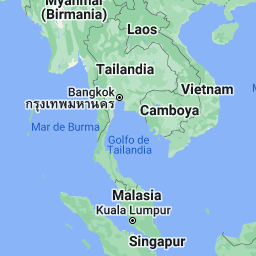 Myanmar
(Birmania)
Laos
Tailandia
Bangkok
กรุงเทพมหานคร
Vietnam
Camboya
Mar de Burma
Golfo de
Tailandia
Malasia
Kuala Lumpur
Singapur